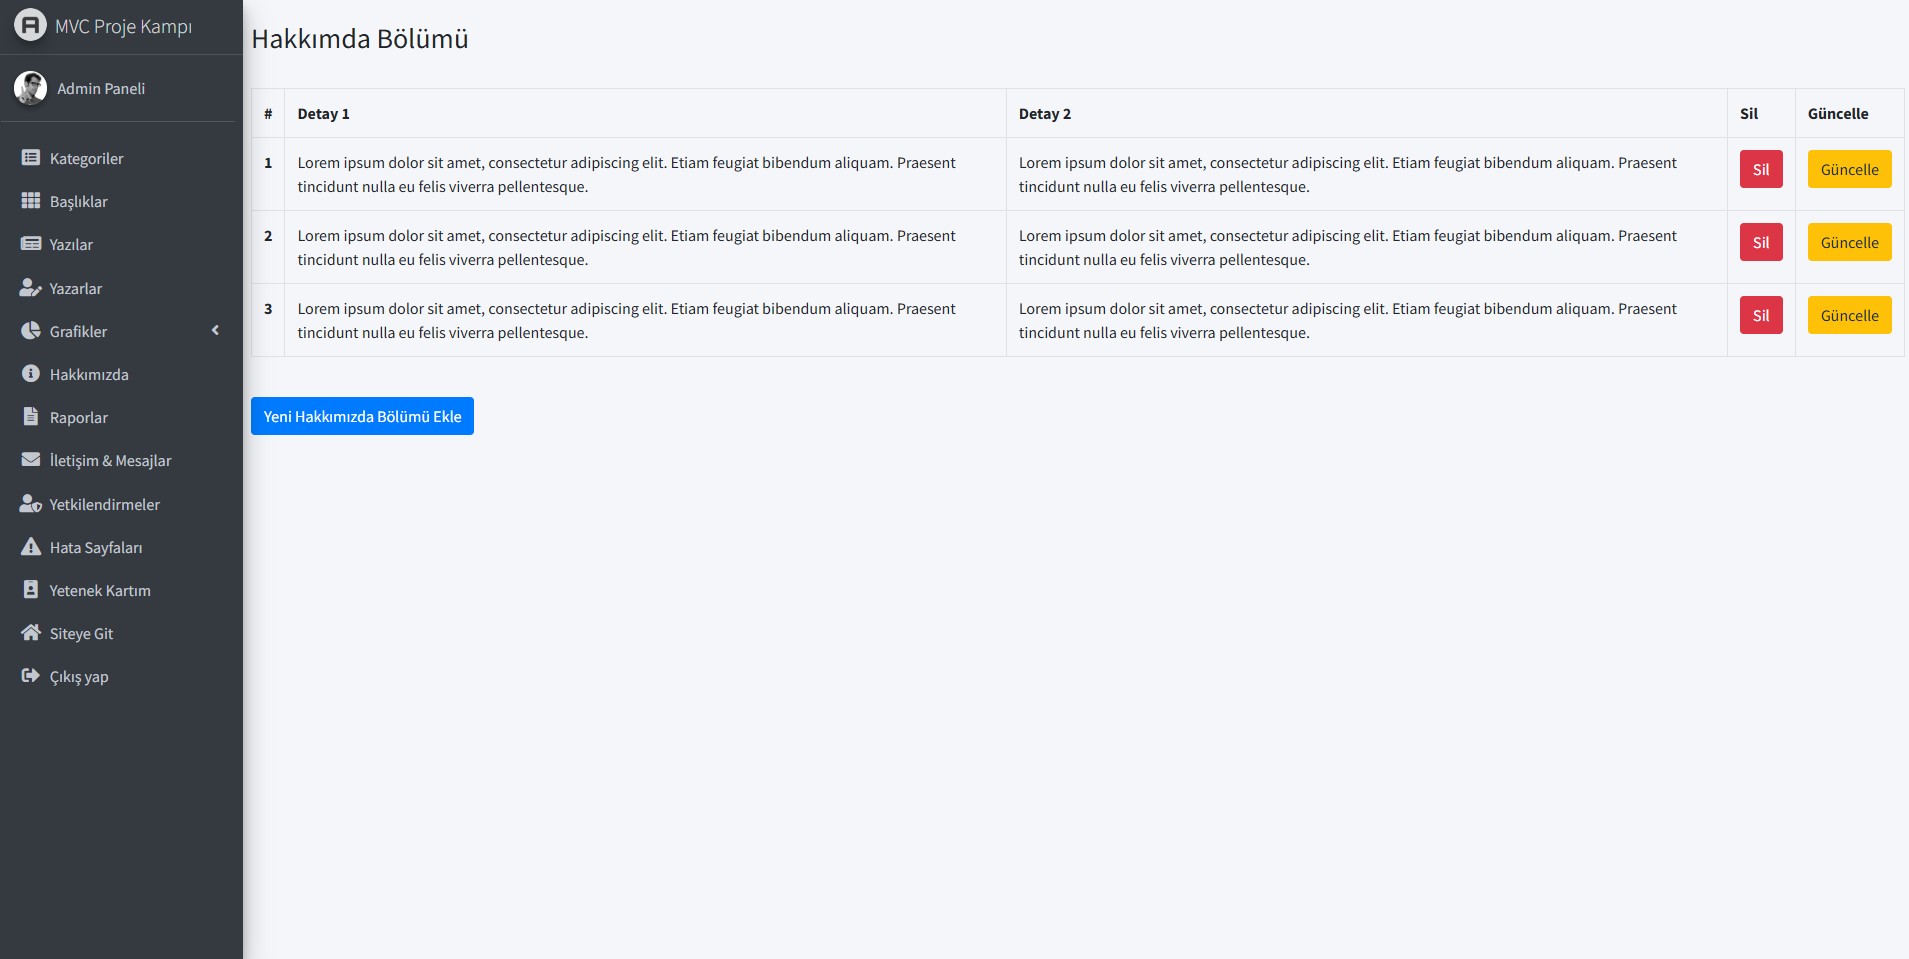 MVC Proje Kampı
Admin Paneli
Kategoriler
Başlıklar
Yazılar
Yazarlar
Grafikler
Hakkımızda
Raporlar
İletişim & Mesajlar
Yetkilendirmeler
Hata Sayfaları
Yetenek Kartım
Siteye Git
Çıkış yap
Hakkımda Bölümü
# Detay 1 Detay 2 Sil Güncelle
1 Lorem ipsum dolor sit amet, consectetur adipiscing elit. Etiam feugiat bibendum aliquam. Praesent
tincidunt nulla eu felis viverra pellentesque.
Lorem ipsum dolor sit amet, consectetur adipiscing elit. Etiam feugiat bibendum aliquam. Praesent
tincidunt nulla eu felis viverra pellentesque.
Sil Güncelle
2 Lorem ipsum dolor sit amet, consectetur adipiscing elit. Etiam feugiat bibendum aliquam. Praesent
tincidunt nulla eu felis viverra pellentesque.
Lorem ipsum dolor sit amet, consectetur adipiscing elit. Etiam feugiat bibendum aliquam. Praesent
tincidunt nulla eu felis viverra pellentesque.
Sil Güncelle
3 Lorem ipsum dolor sit amet, consectetur adipiscing elit. Etiam feugiat bibendum aliquam. Praesent
tincidunt nulla eu felis viverra pellentesque.
Lorem ipsum dolor sit amet, consectetur adipiscing elit. Etiam feugiat bibendum aliquam. Praesent
tincidunt nulla eu felis viverra pellentesque.
Sil Güncelle
Yeni Hakkımızda Bölümü Ekle